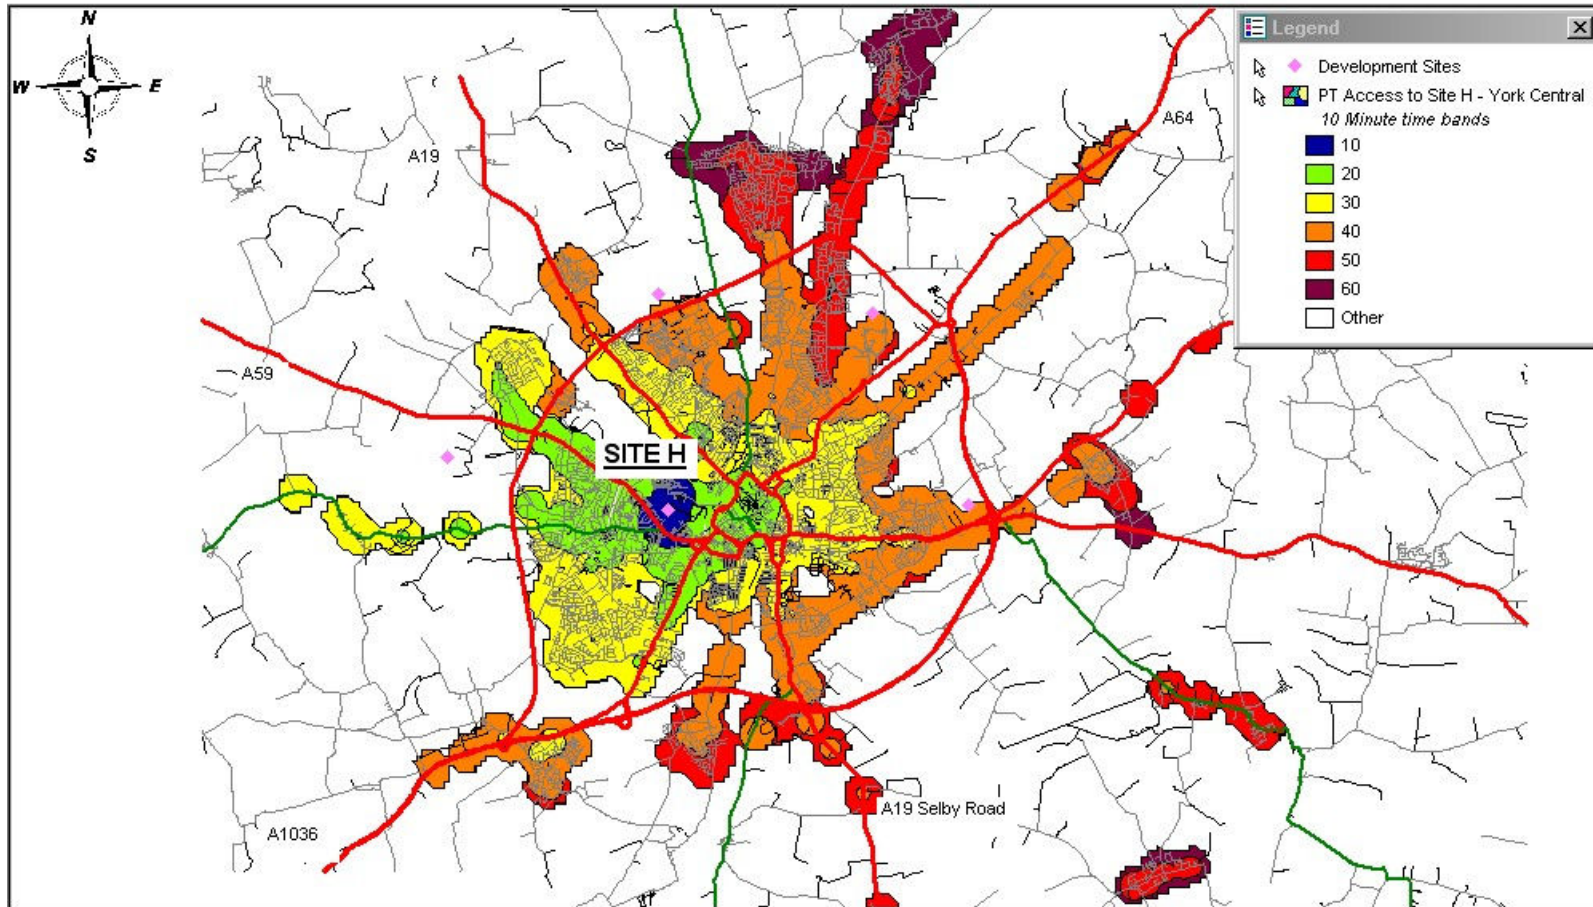 N
W E
S
Legend
Development Sites
PT Access to Site H - York Central
10 Minute time bands
10
20
30
40
50
60
Other
A64
A19
A59
SITE H
A19 Selby Road
A1036